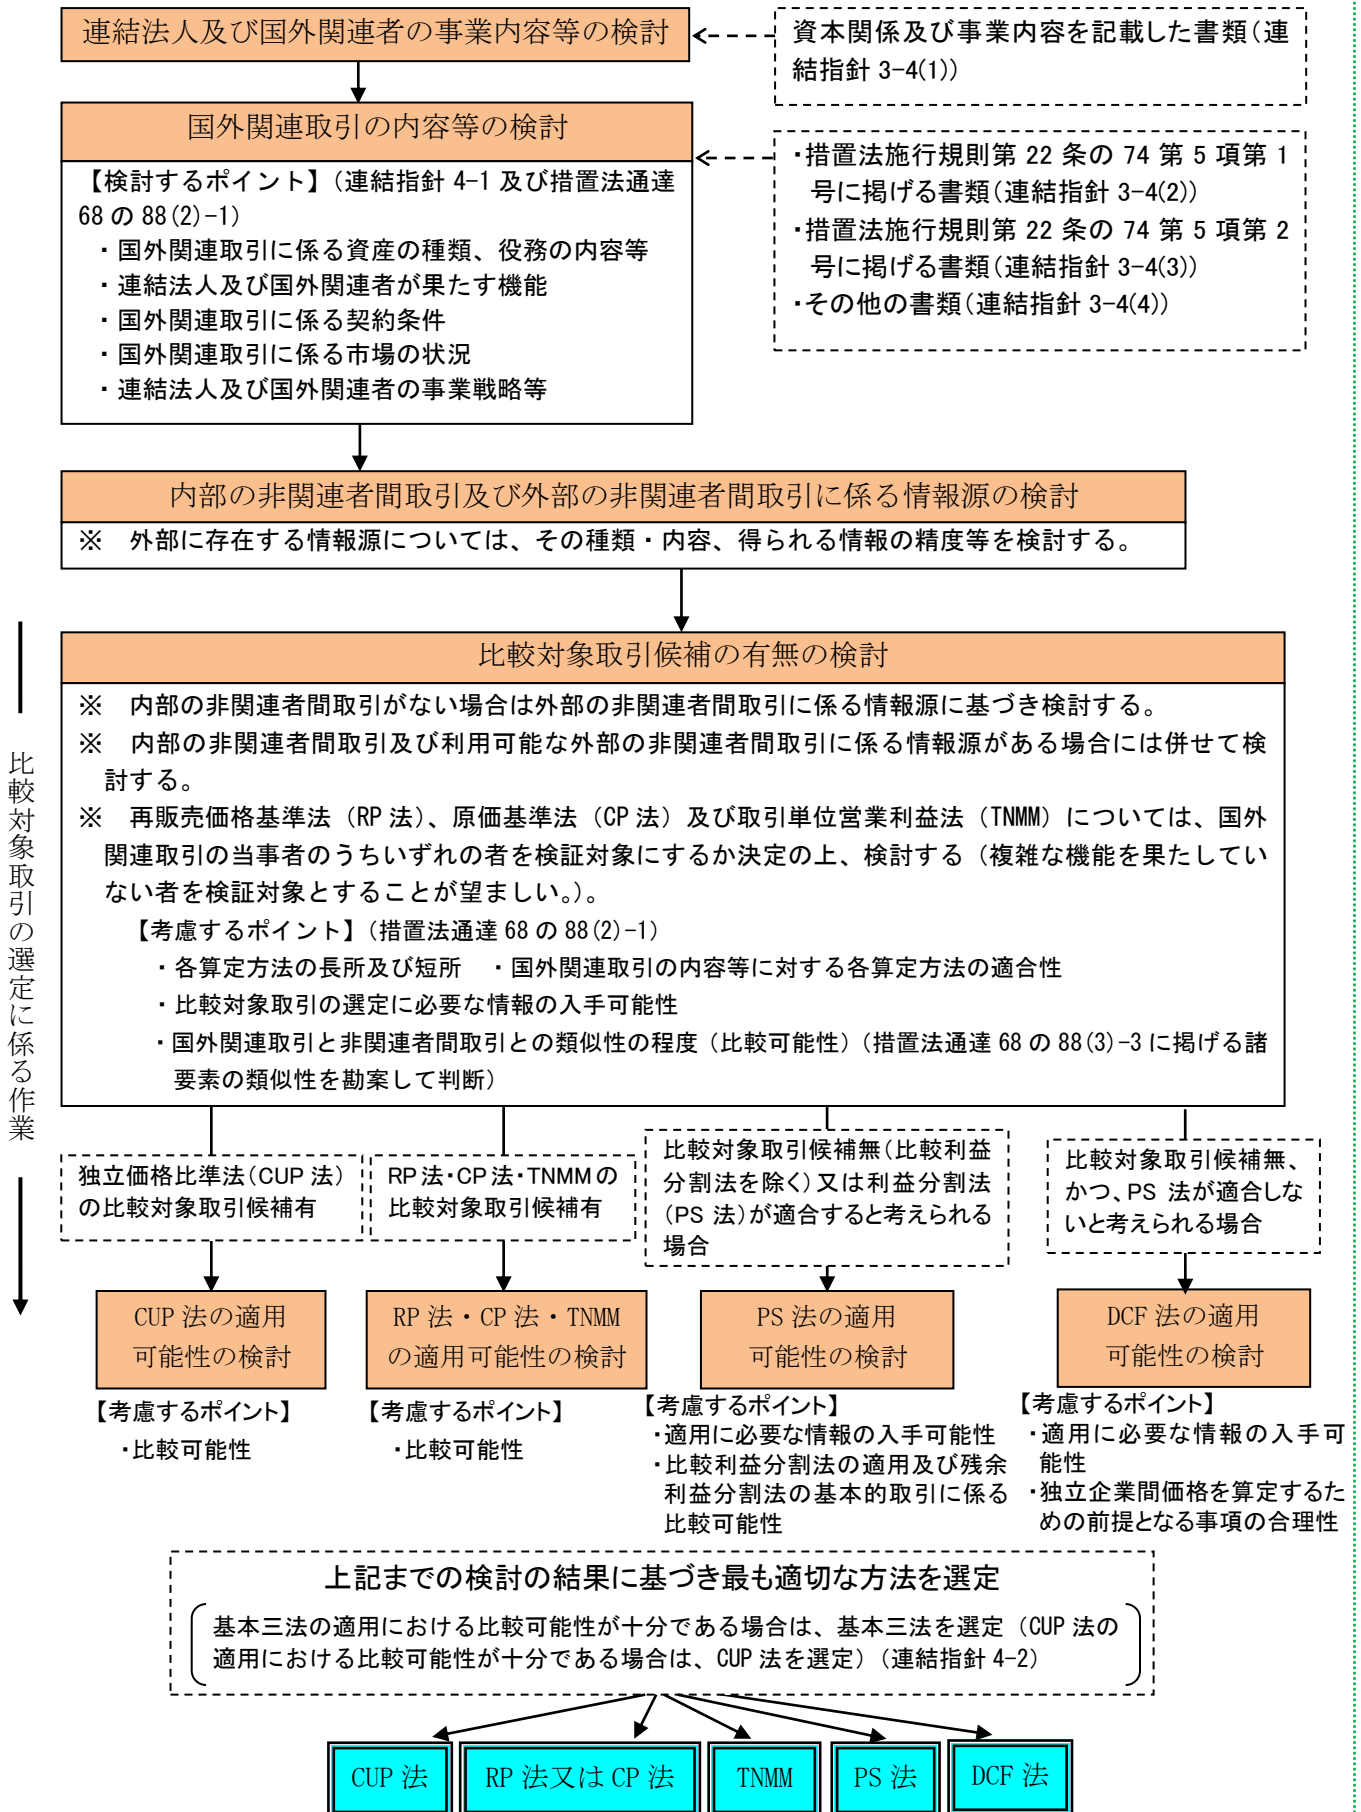 連結法人及び国外関連者の事業内容等の検討
資本関係及び事業内容を記載した書類（連
結指針 3-4(1)）
国外関連取引の内容等の検討
【検討するポイント】（連結指針 4-1 及び措置法通達
68 の 88(2)-1）
・国外関連取引に係る資産の種類、役務の内容等
・連結法人及び国外関連者が果たす機能
・国外関連取引に係る契約条件
・国外関連取引に係る市場の状況
・連結法人及び国外関連者の事業戦略等
・措置法施行規則第 22 条の 74 第 5 項第 1
号に掲げる書類（連結指針 3-4(2)）
・措置法施行規則第 22 条の 74 第 5 項第 2
号に掲げる書類（連結指針 3-4(3)）
・その他の書類（連結指針 3-4(4)）
内部の非関連者間取引及び外部の非関連者間取引に係る情報源の検討
※　外部に存在する情報源については、その種類・内容、得られる情報の精度等を検討する。
比較対象取引の選定に係る作業
比較対象取引候補の有無の検討
※　内部の非関連者間取引がない場合は外部の非関連者間取引に係る情報源に基づき検討する。
※　内部の非関連者間取引及び利用可能な外部の非関連者間取引に係る情報源がある場合には併せて検
討する。
※　再販売価格基準法（RP 法）、原価基準法（CP 法）及び取引単位営業利益法（TNMM）については、国外
関連取引の当事者のうちいずれの者を検証対象にするか決定の上、検討する（複雑な機能を果たしてい
ない者を検証対象とすることが望ましい。）。
【考慮するポイント】（措置法通達 68 の 88(2)-1）
・各算定方法の長所及び短所　・国外関連取引の内容等に対する各算定方法の適合性
・比較対象取引の選定に必要な情報の入手可能性
・国外関連取引と非関連者間取引との類似性の程度（比較可能性）（措置法通達 68 の 88(3)-3 に掲げる諸
要素の類似性を勘案して判断）
独立価格比準法（CUP 法）
の比較対象取引候補有
RP 法・CP 法・TNMM の
比較対象取引候補有
比較対象取引候補無（比較利益
分割法を除く）又は利益分割法
（PS 法）が適合すると考えられる
場合
比較対象取引候補無、
かつ、PS 法が適合しな
いと考えられる場合
CUP 法の適用
可能性の検討
RP 法・CP 法・TNMM
の適用可能性の検討
PS 法の適用
可能性の検討
DCF 法の適用
可能性の検討
【考慮するポイント】
・比較可能性
【考慮するポイント】
・比較可能性
【考慮するポイント】
・適用に必要な情報の入手可能性
・比較利益分割法の適用及び残余
利益分割法の基本的取引に係る
比較可能性
【考慮するポイント】
・適用に必要な情報の入手可
能性
・独立企業間価格を算定するた
めの前提となる事項の合理性
上記までの検討の結果に基づき最も適切な方法を選定
基本三法の適用における比較可能性が十分である場合は、基本三法を選定（CUP 法の
適用における比較可能性が十分である場合は、CUP 法を選定）（連結指針 4-2）
CUP 法
RP 法又は CP 法
TNMM
PS 法
DCF 法